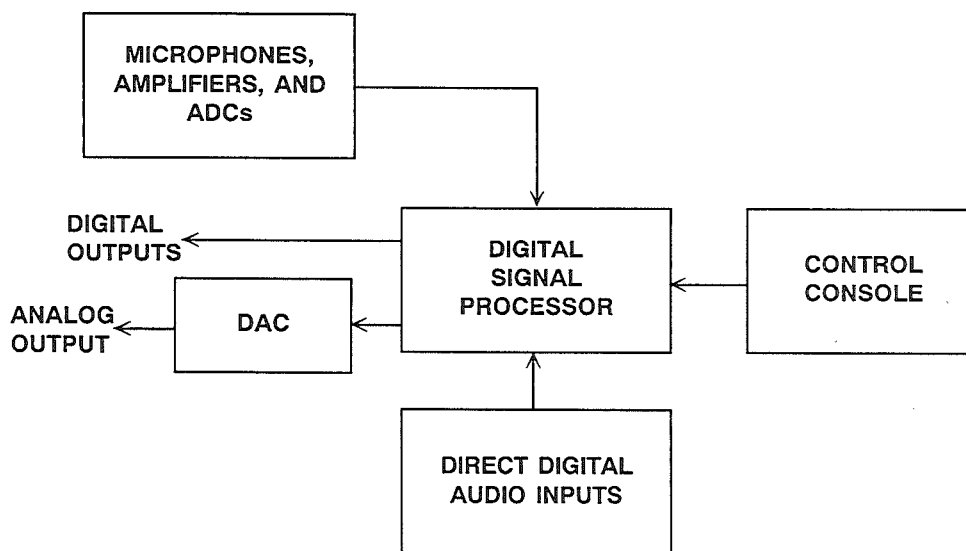 MICROPHONES,
AMPLIFIERS, AND
ADCs
DIGITAL
OUTPUTS
DIGITAL
SIGNAL
PROCESSOR
CONTROL
CONSOLE
ANALOG
OUTPUT
DAC
DIRECT DIGITAL
AUDIO INPUTS